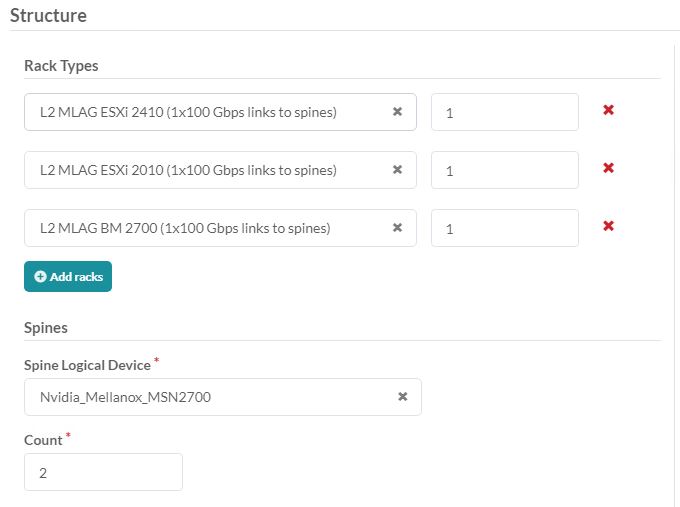 Structure
Rack Types
L2 MLAG ESXi 2410 (1x100 Gbps links to spines)
1
L2 MLAG ESXi 2010 (1x100 Gbps links to spines)
1
L2 MLAG BM 2700 (1x100 Gbps links to spines)
1
Add racks
Spines
Spine Logical Device *
Nvidia_Mellanox_MSN2700
Count *
2